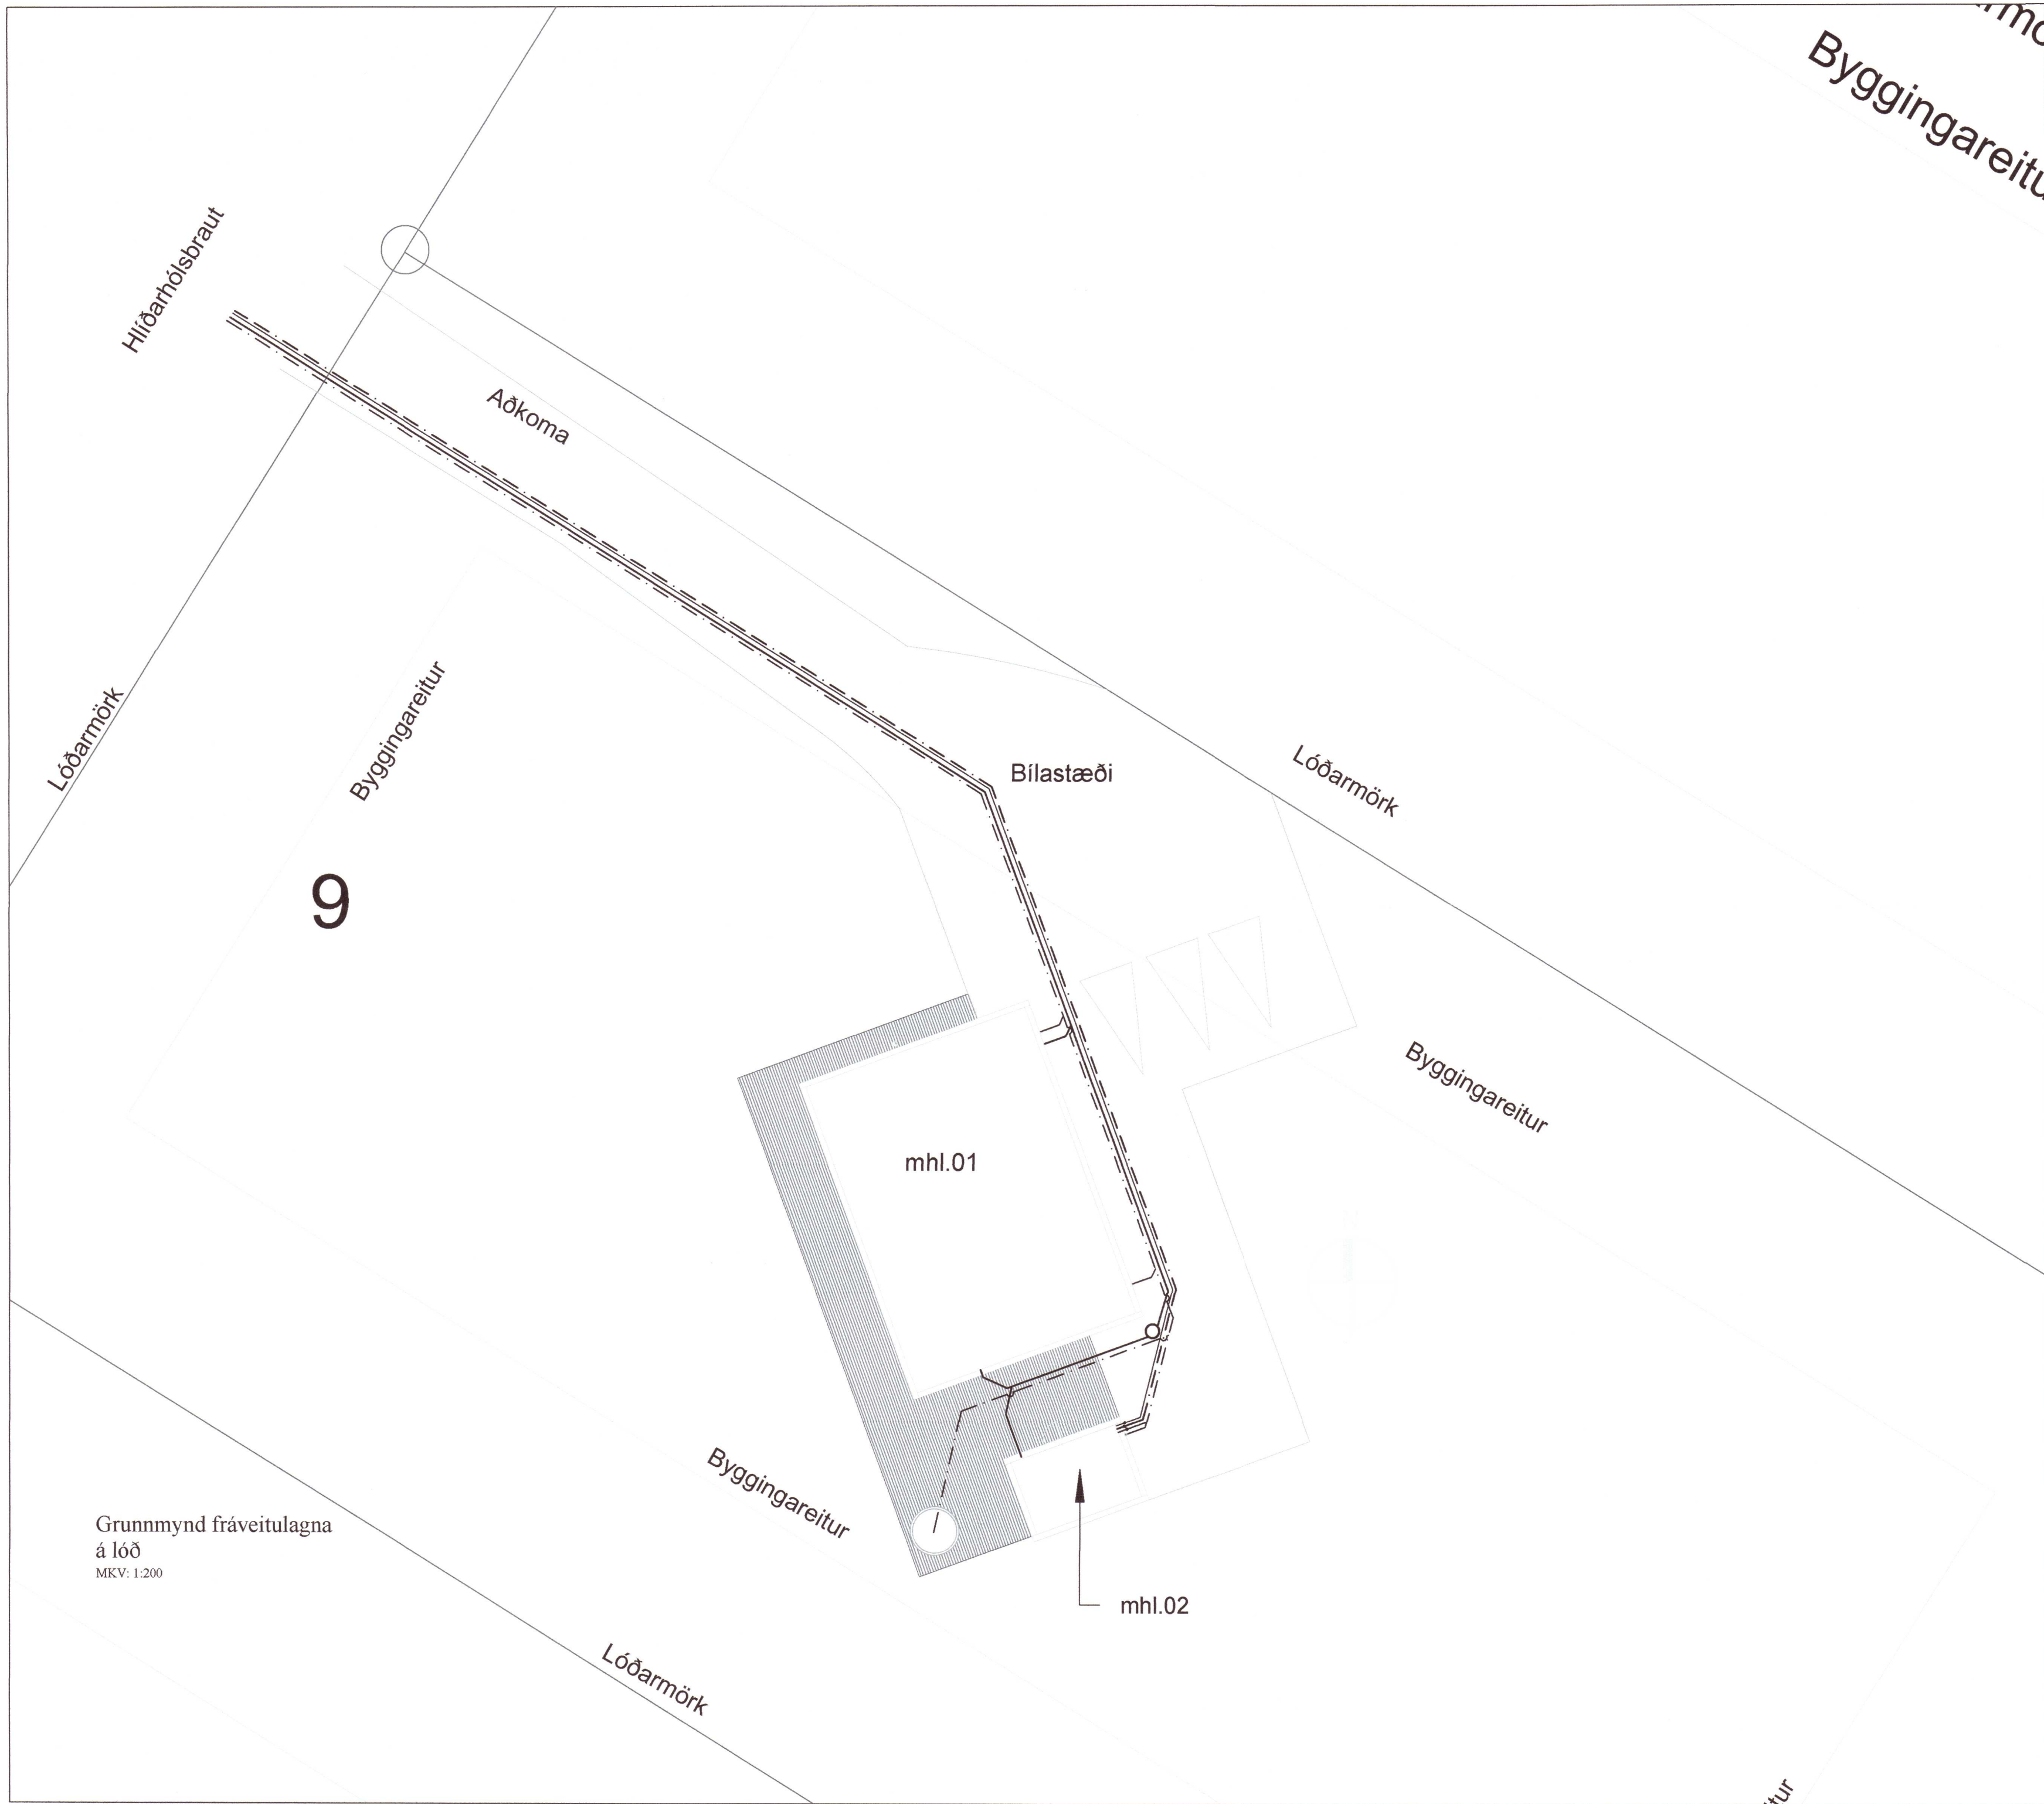 Byggingareitu
Hlíðarhólsbraut
Aðkoma
Lóðarmörk
Byggingareitur
Bílastæði
Lóðarmörk
9
Byggingareitur
mhl.01
Byggingareitur
Grunnmynd fráveitulagna
á lóð
MKV: 1:200
mhl.02
Lóðarmörk